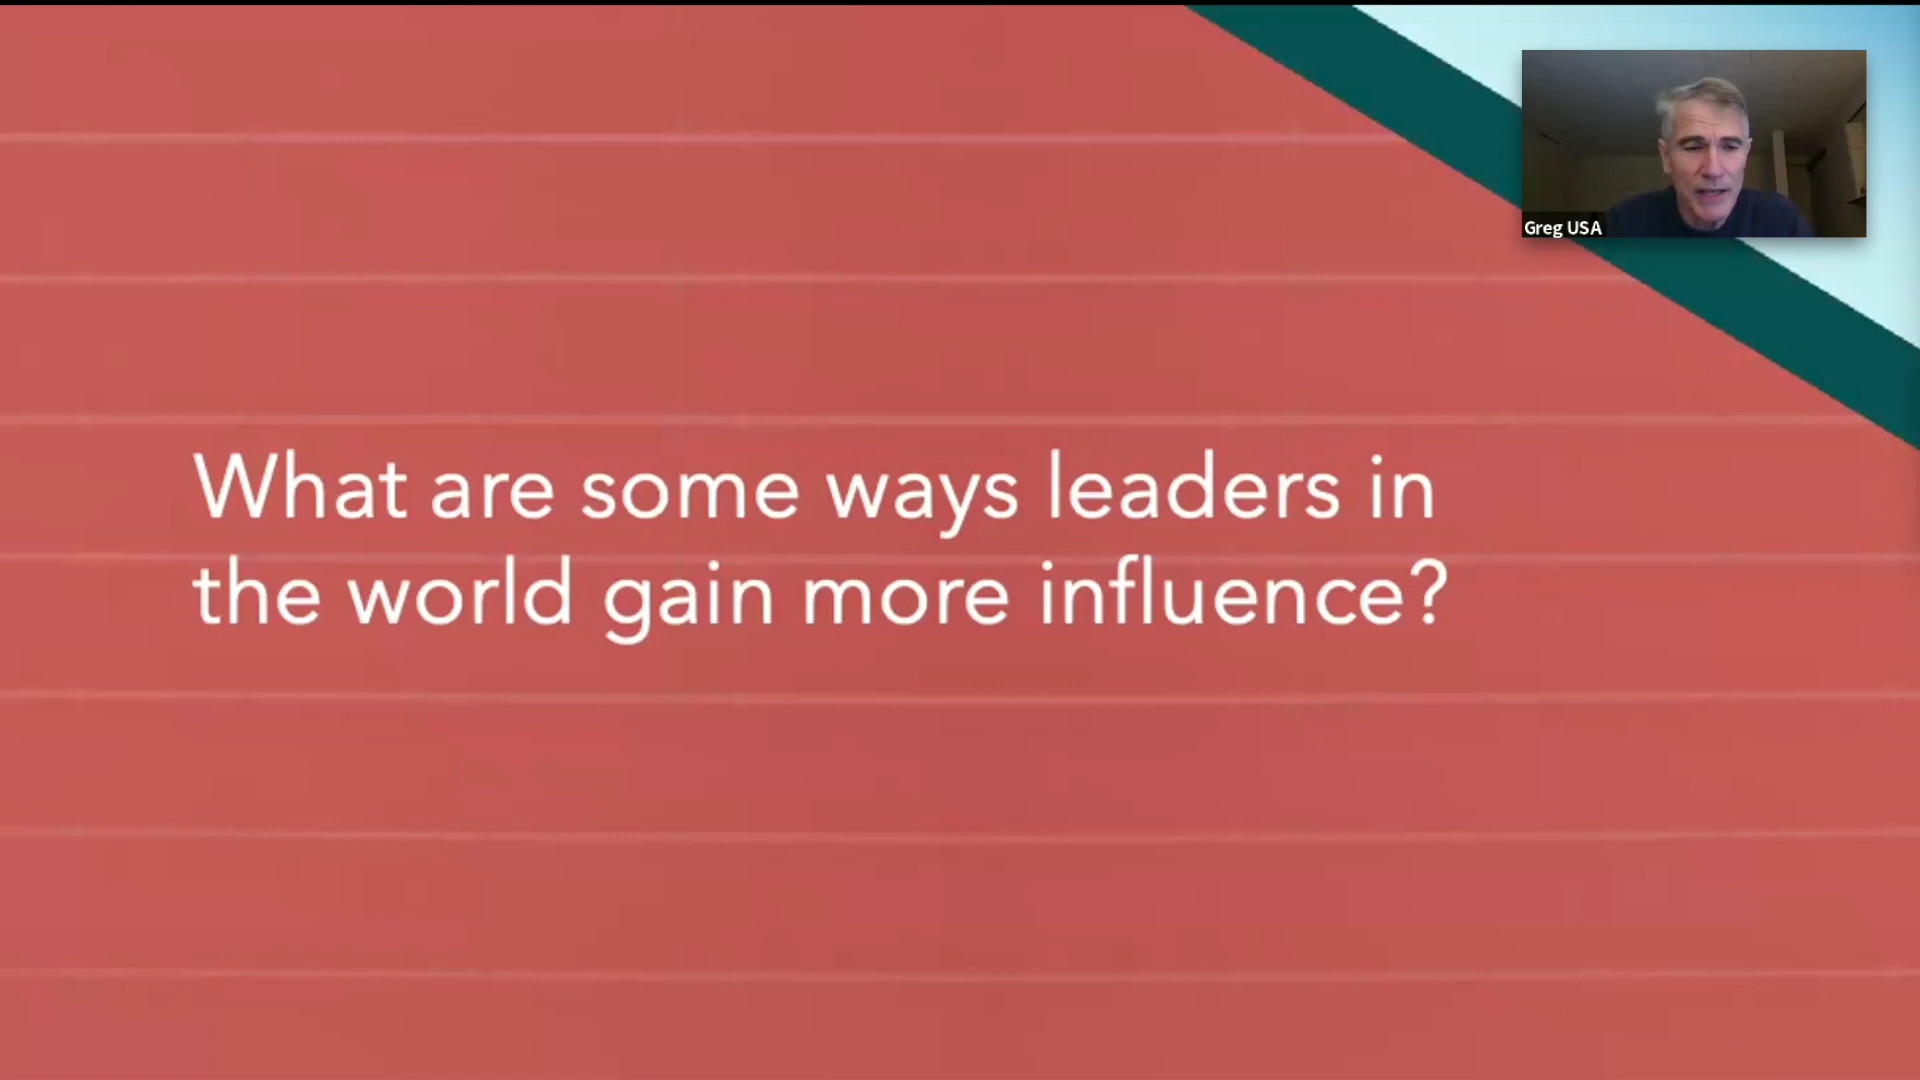 Greg USA
What are some ways leaders in
the world gain more influence?